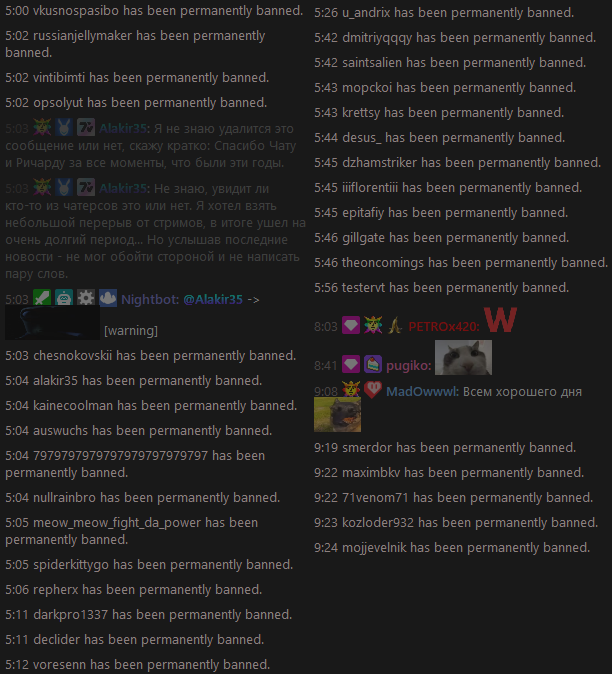 5:00 vkusnospasibo has been permanently banned.
5:02 russianjellymaker has been permanently
banned.
5:02 vintibimti has been permanently banned.
5:02 opsolyut has been permanently banned.
5:03 Alakir35: Я не знаю удалится это
сообщение или нет, скажу кратко: Спасибо Чату
и Ричарду за все моменты, что были эти годы.
5:03 Alakir35: Не знаю, увидит ли
кто-то из чатерсов это или нет. Я хотел взять
небольшой перерыв от стримов, в итоге ушел на
очень долгий период... Но услышав последние
новости - не мог обойти стороной и не написать
пару слов.
5:03 Nightbot: @Alakir35 ->
[warning]
5:03 chesnokovskii has been permanently banned.
5:04 alakir35 has been permanently banned.
5:04 kainecoolman has been permanently banned.
5:04 auswuchs has been permanently banned.
5:04 7979797979797979797979797 has been
permanently banned.
5:04 nullrainbro has been permanently banned.
5:05 meow_meow_fight_da_power has been
permanently banned.
5:05 spiderkittygo has been permanently banned.
5:06 repherx has been permanently banned.
5:11 darkpro1337 has been permanently banned.
5:11 declider has been permanently banned.
5:12 voresenn has been permanently banned.
5:26 u_andrix has been permanently banned.
5:42 dmitriyqqqy has been permanently banned.
5:42 saintsalien has been permanently banned.
5:43 mopckoi has been permanently banned.
5:43 krettsy has been permanently banned.
5:44 desus_ has been permanently banned.
5:45 dzhamstriker has been permanently banned.
5:45 iiiflorentiii has been permanently banned.
5:45 epitafiy has been permanently banned.
5:46 gillgate has been permanently banned.
5:46 theoncomings has been permanently banned.
5:56 testervt has been permanently banned.
8:03 PETROx420: W
8:41 pugiko:
9:08 MadOwwwl: Всем хорошего дня
9:19 smerdor has been permanently banned.
9:22 maximbkv has been permanently banned.
9:22 71venom71 has been permanently banned.
9:23 kozloder932 has been permanently banned.
9:24 mojjevelnik has been permanently banned.